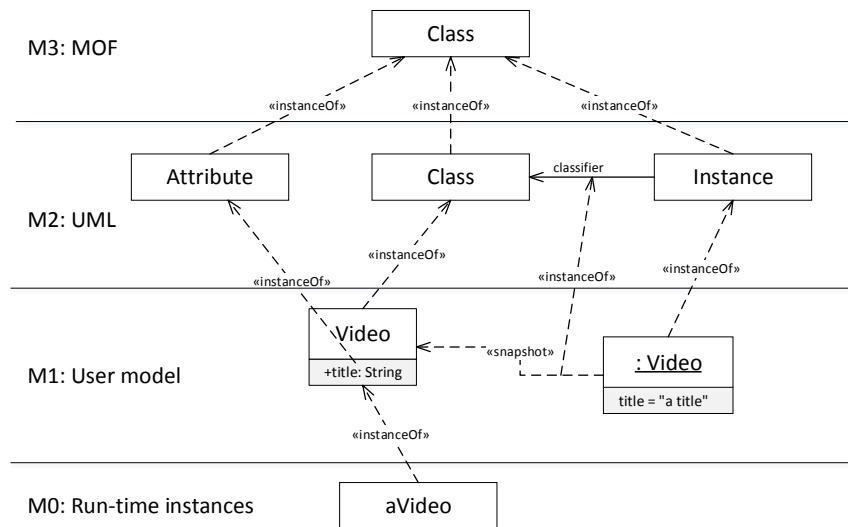 Class
M3: MOF
«instanceOf»
«instanceOf»
«instanceOf»
Attribute
Class
classifier
Instance
M2: UML
«instanceOf»
«instanceOf»
«instanceOf»
«instanceOf»
Video
«snapshot»
: Video
+title: String
M1: User model
title = "a title"
«instanceOf»
M0: Run-time instances
aVideo